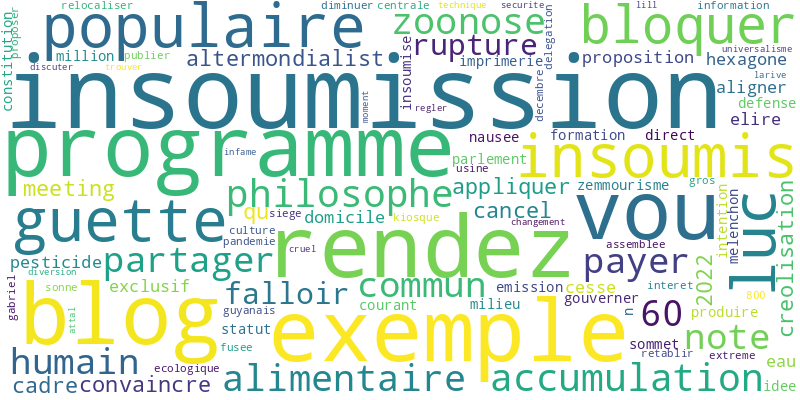 relocaliser diminuer centrale technique securite lill information
constitution proposer populaire zoonose bloquer
million publier altermondialist rupture imprimerie delegation proposition universalisme hexagone
discuter trouver insoumise larive
insoumission moment regler decembre aligner defense
programme nausee formation direct elire
infame parlement insoumis
meeting philosophe usine appliquer zemmourisme gros
guette qu siege domicile kiosque cancel vou luc intention melenchon creolisation
culture pandemie changement assemblee
pesticide partager cruel rendez payer
gabriel diversion exclusif commun emission cesse interet 2022
blog sonne attal falloir courant milieu gouverner 800
guyanais exemple n 60 produire
statut fusee sommet note
humain ecologique retablir extreme eau
cadre convaincre alimentaire accumulation idee